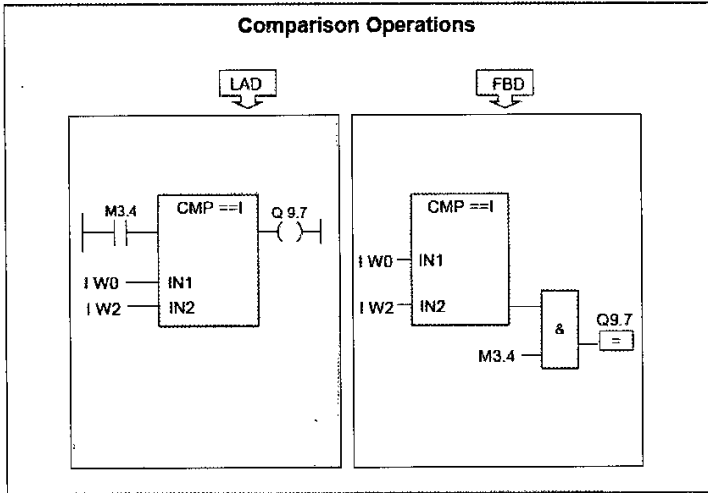 Comparison Operations
LAD
M3.4
CMP ==I
Q 9.7
( )
I W0
IN1
I W2
IN2
FBD
CMP ==I
I W0
IN1
I W2
IN2
&
M3.4
Q9.7
=